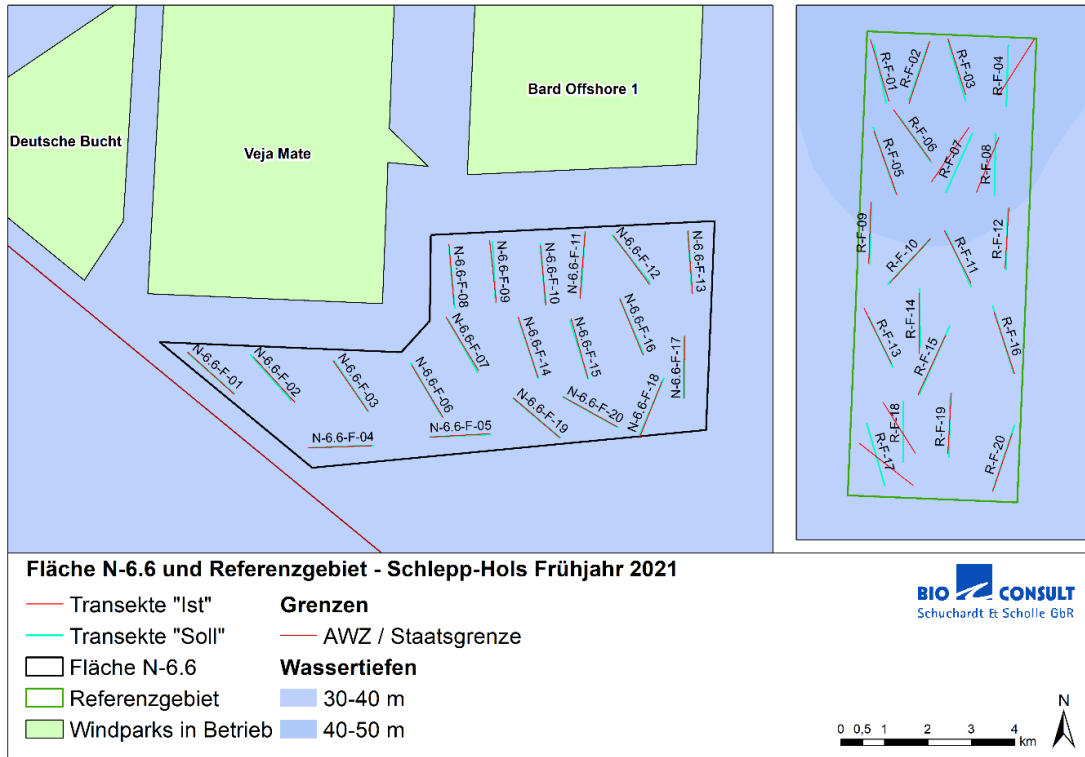 Deutsche Bucht
Veja Mate
Bard Offshore 1
N-6.6-F-01
N-6.6-F-02
N-6.6-F-03
N-6.6-F-04
N-6.6-F-05
N-6.6-F-06
N-6.6-F-07
N-6.6-F-08
N-6.6-F-09
N-6.6-F-10
N-6.6-F-11
N-6.6-F-12
N-6.6-F-13
N-6.6-F-14
N-6.6-F-15
N-6.6-F-16
N-6.6-F-17
N-6.6-F-18
N-6.6-F-19
N-6.6-F-20
R-F-01
R-F-02
R-F-03
R-F-04
R-F-05
R-F-06
R-F-07
R-F-08
R-F-09
R-F-10
R-F-11
R-F-12
R-F-13
R-F-14
R-F-15
R-F-16
R-F-17
R-F-18
R-F-19
R-F-20
Fläche N-6.6 und Referenzgebiet - Schlepp-Hols Frühjahr 2021
Transekte "Ist"
Transekte "Soll"
Fläche N-6.6
Referenzgebiet
Windparks in Betrieb
Grenzen
AWZ / Staatsgrenze
Wassertiefen
30-40 m
40-50 m
BIO CONSULT
Schuchardt & Scholle GbR
0 0,5 1 2 3 4
km
N